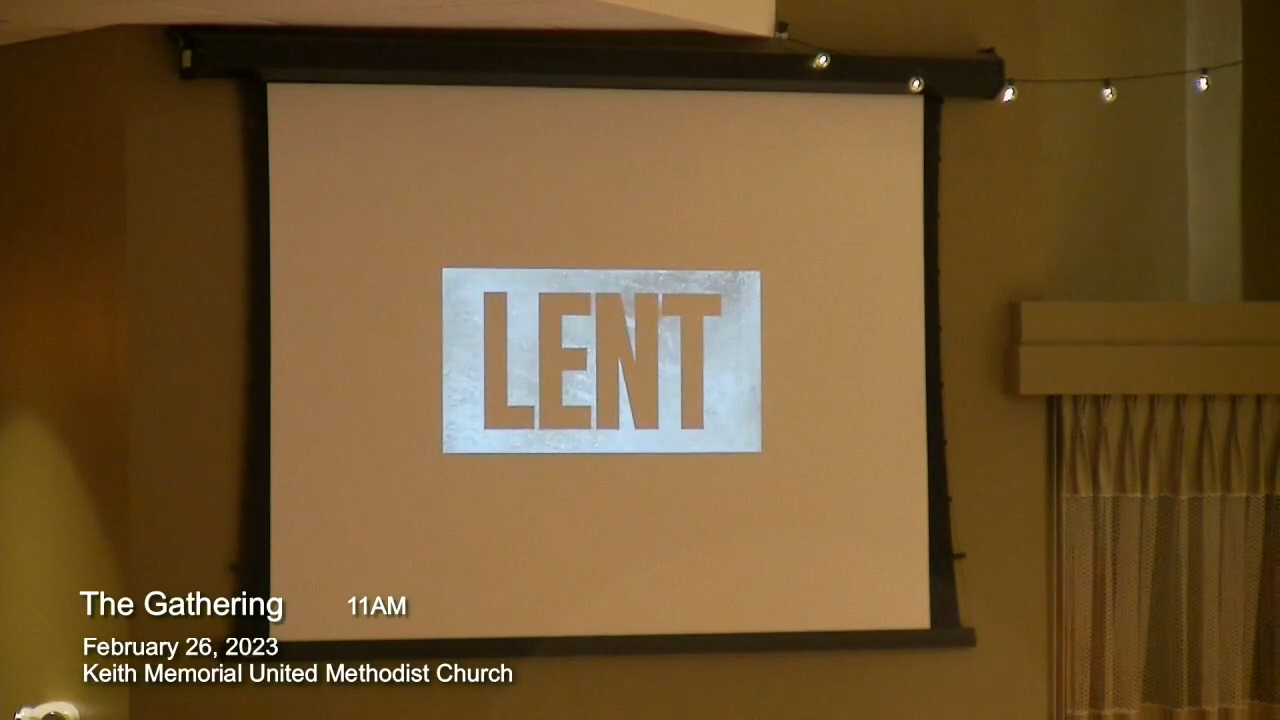 LENT
The Gathering 11AM
February 26, 2023
Keith Memorial United Methodist Church